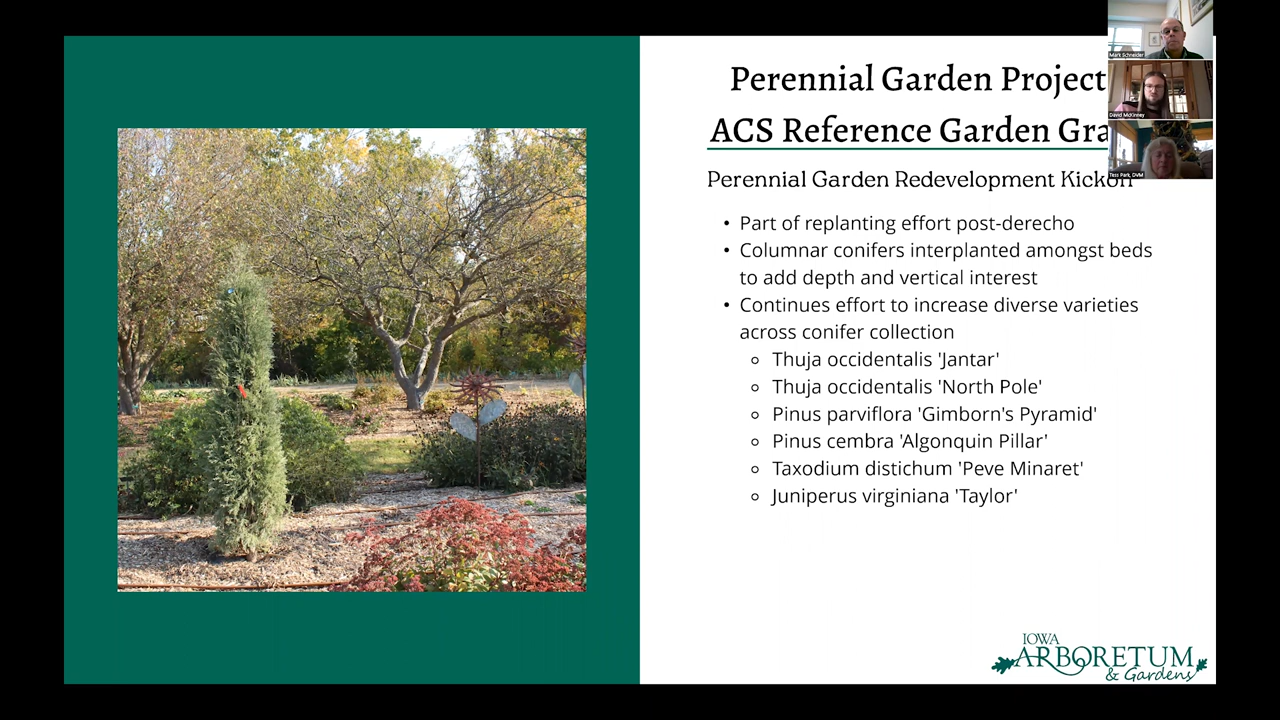 Perennial Garden Project
ACS Reference Garden Gra
Perennial Garden Redevelopment Kickoff
• Part of replanting effort post-derecho
• Columnar conifers interplanted amongst beds
to add depth and vertical interest
• Continues effort to increase diverse varieties
across conifer collection
○ Thuja occidentalis 'Jantar'
○ Thuja occidentalis 'North Pole'
○ Pinus parviflora 'Gimborn's Pyramid'
○ Pinus cembra 'Algonquin Pillar'
○ Taxodium distichum 'Peve Minaret'
○ Juniperus virginiana 'Taylor'
Mark Schneider
David McKinney
Tess Park, DVM
IOWA
ARBORETUM
& Gardens